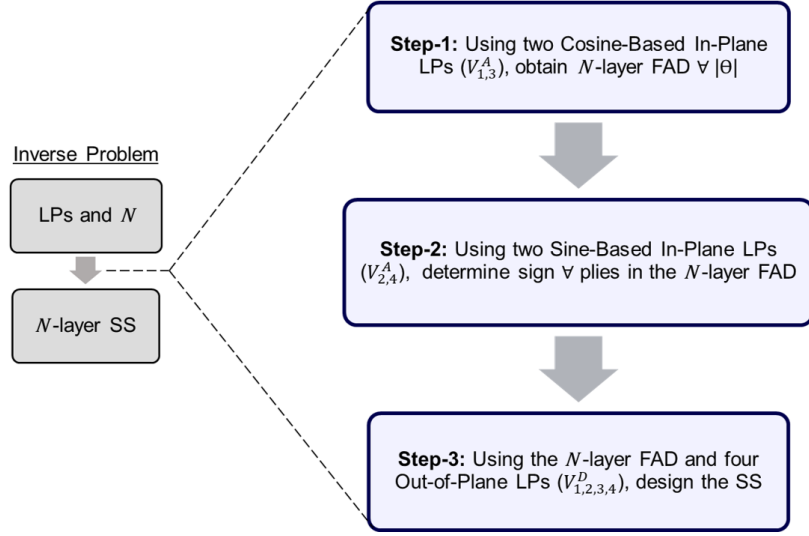 Inverse Problem
LPs and N
N-layer SS
Step-1: Using two Cosine-Based In-Plane
LPs (V^A_{1,3}), obtain N-layer FAD ∀ |Θ|
Step-2: Using two Sine-Based In-Plane LPs
(V^A_{2,4}), determine sign ∀ plies in the N-layer FAD
Step-3: Using the N-layer FAD and four
Out-of-Plane LPs (V^D_{1,2,3,4}), design the SS